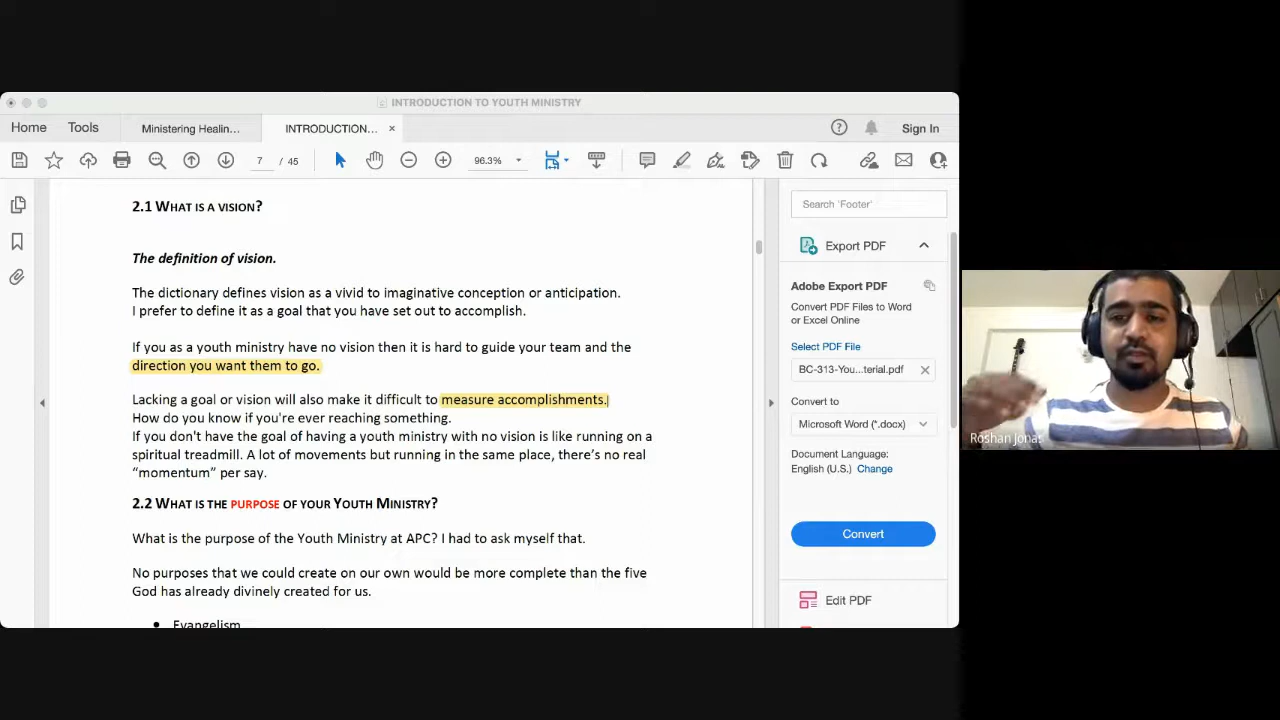 INTRODUCTION TO YOUTH MINISTRY
Home
Tools
Ministering Healin...
INTRODUCTION...
Sign In
7
/ 45
96.3%
2.1 WHAT IS A VISION?
The definition of vision.
The dictionary defines vision as a vivid to imaginative conception or anticipation.
I prefer to define it as a goal that you have set out to accomplish.
If you as a youth ministry have no vision then it is hard to guide your team and the
direction you want them to go.
Lacking a goal or vision will also make it difficult to measure accomplishments.
How do you know if you're ever reaching something.
If you don't have the goal of having a youth ministry with no vision is like running on a
spiritual treadmill. A lot of movements but running in the same place, there's no real
"momentum" per say.
2.2 WHAT IS THE PURPOSE OF YOUR YOUTH MINISTRY?
What is the purpose of the Youth Ministry at APC? I had to ask myself that.
No purposes that we could create on our own would be more complete than the five
God has already divinely created for us.
• Evangelism
Search 'Footer'
Export PDF
Adobe Export PDF
Convert PDF Files to Word
or Excel Online
Select PDF File
BC-313-You...terial.pdf
Convert to
Microsoft Word (*.docx)
Document Language:
English (U.S.) Change
Convert
Edit PDF
Roshan Jonas